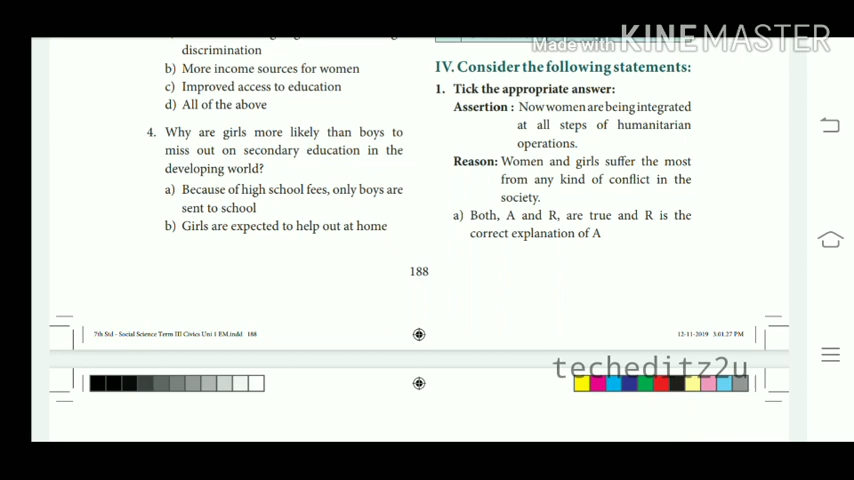 Made with KINEMASTER
discrimination
b) More income sources for women
c) Improved access to education
d) All of the above
4. Why are girls more likely than boys to
miss out on secondary education in the
developing world?
a) Because of high school fees, only boys are
sent to school
b) Girls are expected to help out at home
IV. Consider the following statements:
1. Tick the appropriate answer:
Assertion : Now women are being integrated
at all steps of humanitarian
operations.
Reason: Women and girls suffer the most
from any kind of conflict in the
society.
a) Both, A and R, are true and R is the
correct explanation of A
188
7th Std - Social Science Term III Civics Uni 1 EM.indd 188
12-11-2019 3:01:27 PM
techeditz2u